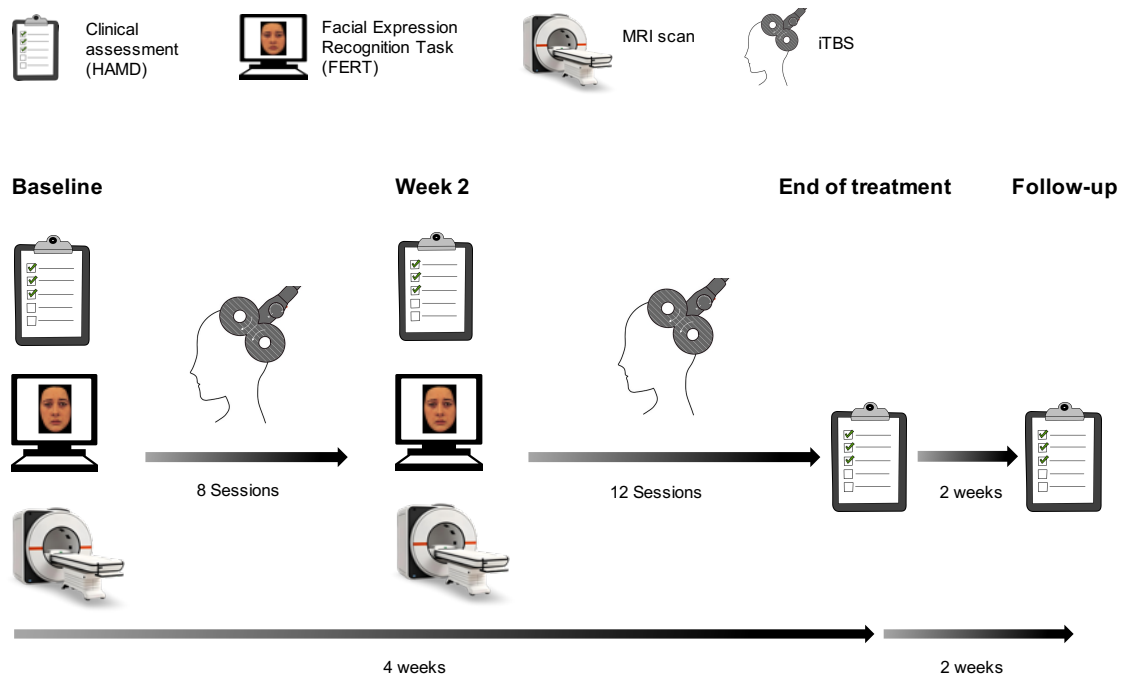 Clinical
assessment
(HAMD)
Facial Expression
Recognition Task
(FERT)
MRI scan
iTBS
Baseline
Week 2
End of treatment
Follow-up
8 Sessions
12 Sessions
2 weeks
4 weeks
2 weeks